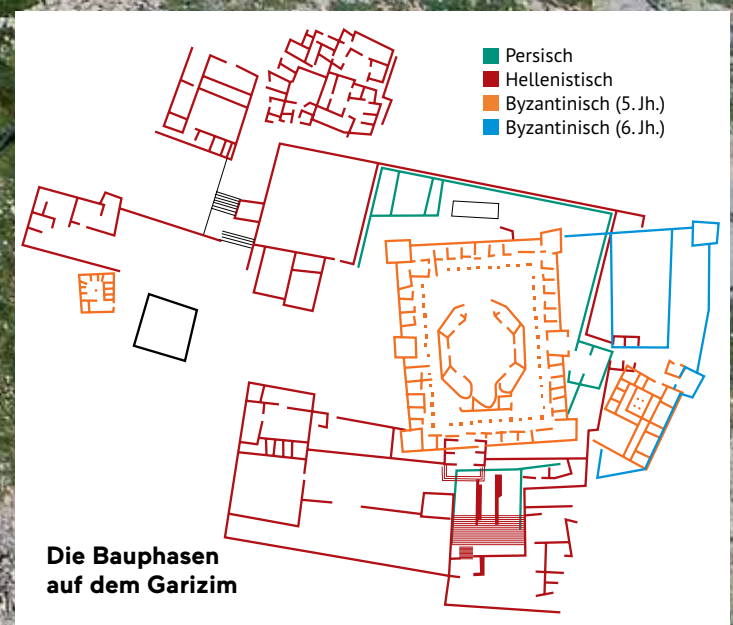 Persisch
Hellenistisch
Byzantinisch (5. Jh.)
Byzantinisch (6. Jh.)
Die Bauphasen
auf dem Garizim